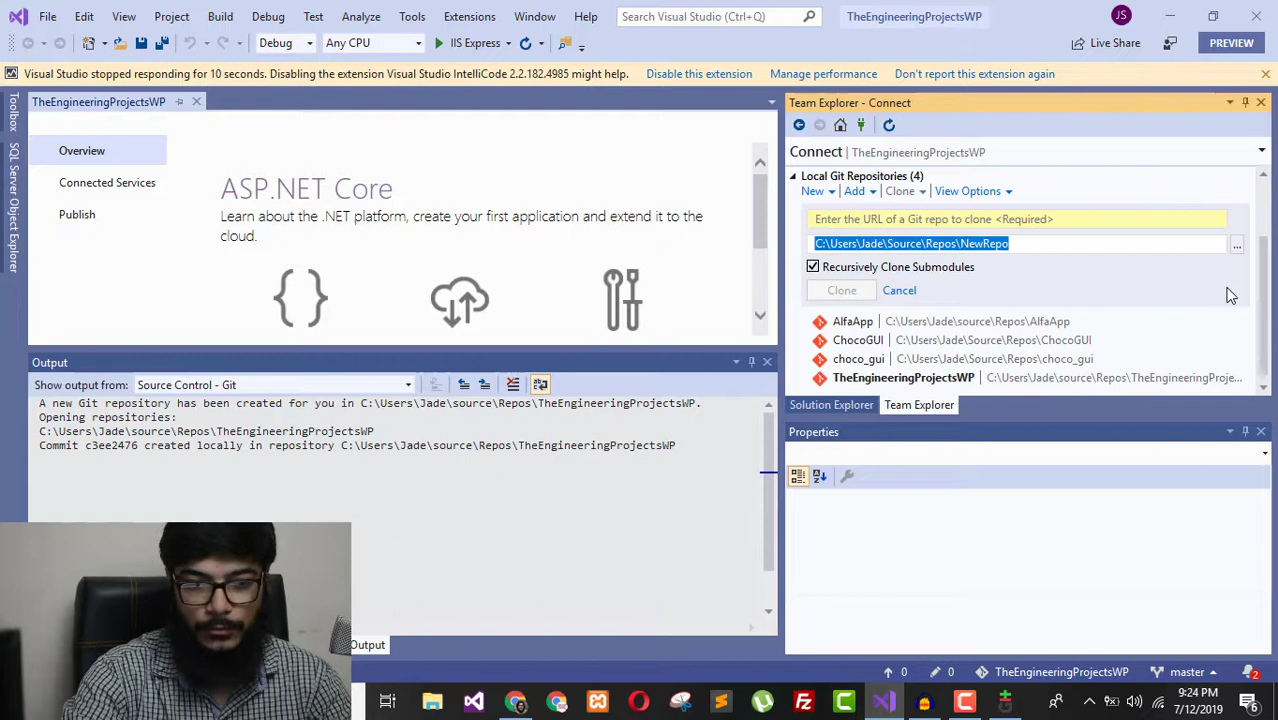 File Edit View Project Build Debug Test Analyze Tools Extensions Window Help Search Visual Studio (Ctrl+Q) TheEngineeringProjectsWP JS
Debug Any CPU IIS Express Live Share PREVIEW
Visual Studio stopped responding for 10 seconds. Disabling the extension Visual Studio IntelliCode 2.2.182.4985 might help. Disable this extension Manage performance Don't report this extension again
Toolbox
SQL Server Object Explorer
TheEngineeringProjectsWP
Overview
Connected Services
Publish
ASP.NET Core
Learn about the .NET platform, create your first application and extend it to the
cloud.
Output
Show output from: Source Control - Git
A new Git repository has been created for you in C:\Users\Jade\source\Repos\TheEngineeringProjectsWP.
Opening repositories:
C:\Users\Jade\source\Repos\TheEngineeringProjectsWP
Commit c3ee2476 created locally in repository C:\Users\Jade\source\Repos\TheEngineeringProjectsWP
Output
Team Explorer - Connect
Connect | TheEngineeringProjectsWP
Local Git Repositories (4)
New Add Clone View Options
Enter the URL of a Git repo to clone <Required>
C:\Users\Jade\Source\Repos\NewRepo ...
Recursively Clone Submodules
Clone Cancel
AlfaApp | C:\Users\Jade\source\Repos\AlfaApp
ChocoGUI | C:\Users\Jade\source\Repos\ChocoGUI
choco_gui | C:\Users\Jade\source\Repos\choco_gui
TheEngineeringProjectsWP | C:\Users\Jade\source\Repos\TheEngineeringProje...
Solution Explorer Team Explorer
Properties
0 0 TheEngineeringProjectsWP master 2
9:24 PM
7/12/2019
6